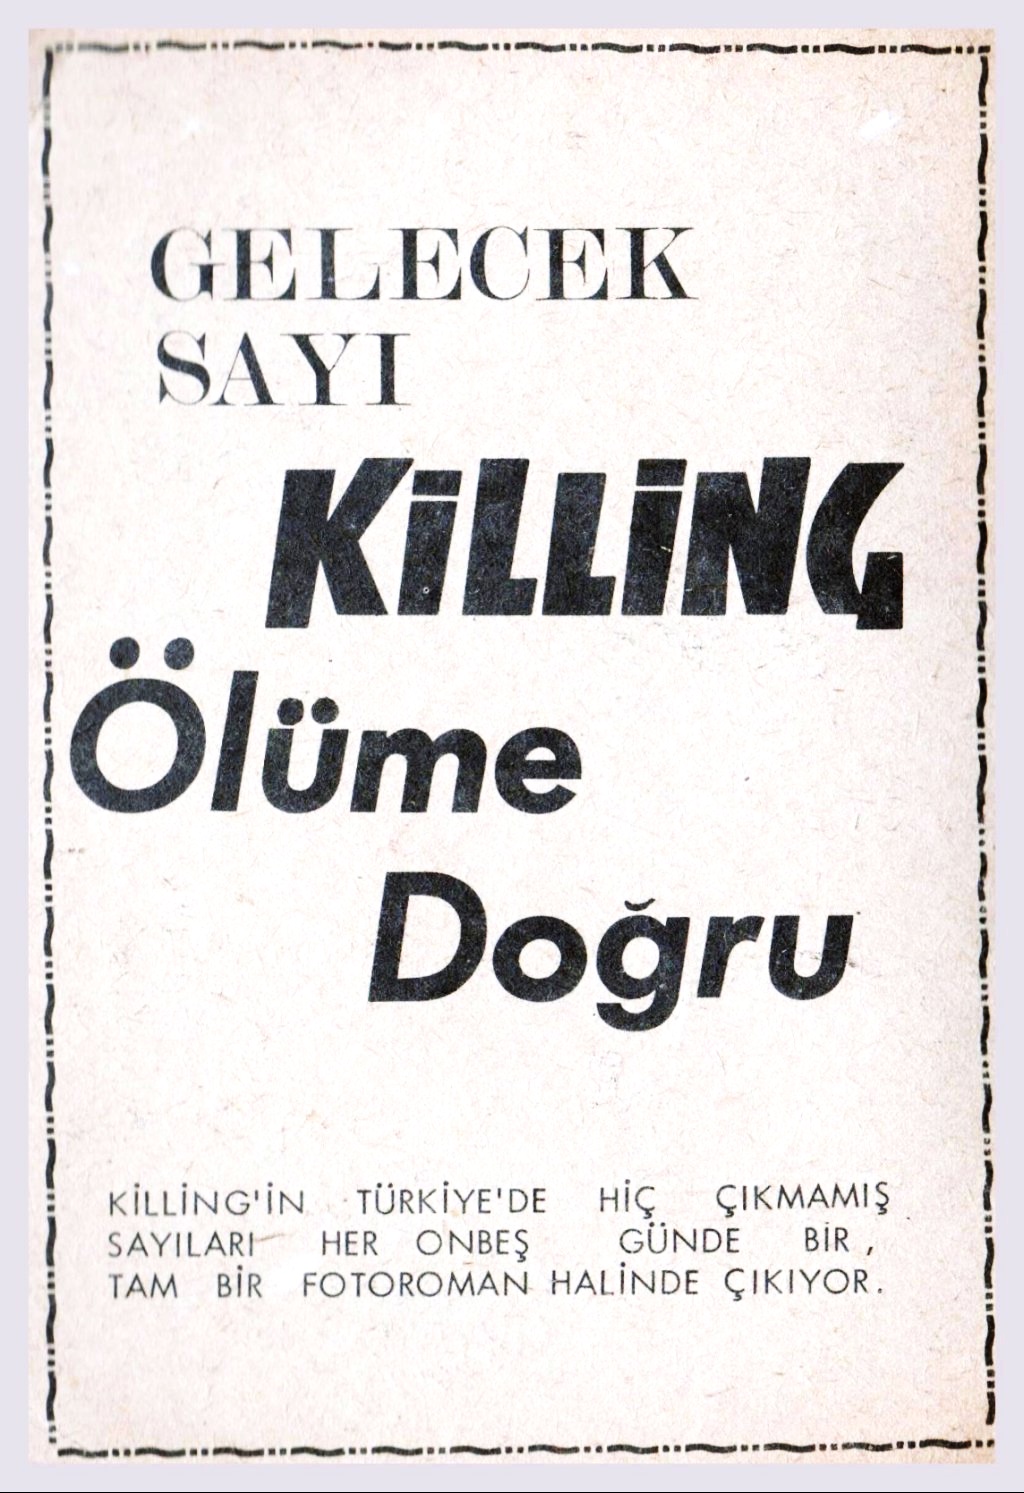 GELECEK
SAYI
KİLLİNG
Ölüme
Doğru
KİLLİNG'İN TÜRKİYE'DE HİÇ ÇIKMAMIŞ
SAYILARI HER ONBEŞ GÜNDE BİR,
TAM BİR FOTOROMAN HALİNDE ÇIKIYOR.